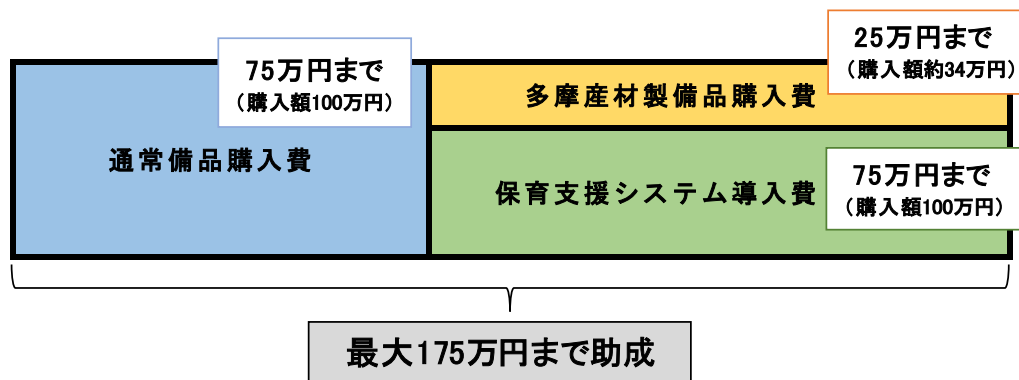 75万円まで
（購入額100万円）
通常備品購入費
25万円まで
（購入額約34万円）
多摩産材製備品購入費
75万円まで
（購入額100万円）
保育支援システム導入費
最大175万円まで助成